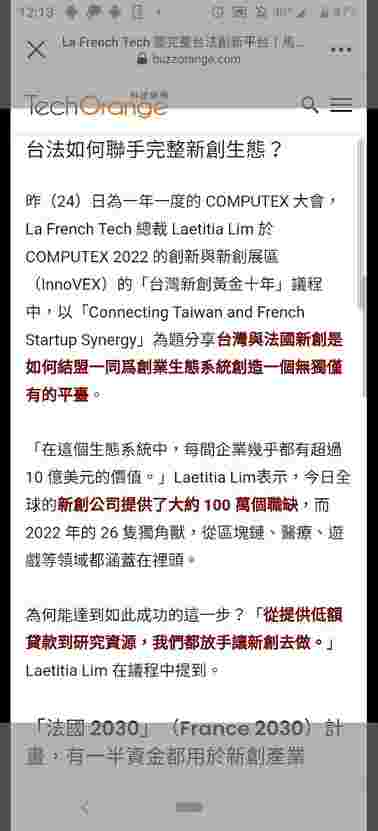 12:13
La French Tech 要完整台法創新平台！馬...
buzzorange.com
科技報橘
TechOrange
台法如何聯手完整新創生態？
昨（24）日為一年一度的 COMPUTEX 大會，
La French Tech 總裁 Laetitia Lim 於
COMPUTEX 2022 的創新與新創展區
（InnoVEX）的「台灣新創黃金十年」議程
中，以「Connecting Taiwan and French
Startup Synergy」為題分享台灣與法國新創是
如何結盟一同爲創業生態系統創造一個無獨僅
有的平臺。
「在這個生態系統中，每間企業幾乎都有超過
10 億美元的價值。」Laetitia Lim表示，今日全
球的新創公司提供了大約 100 萬個職缺，而
2022 年的 26 隻獨角獸，從區塊鏈、醫療、遊
戲等領域都涵蓋在裡頭。
為何能達到如此成功的這一步？「從提供低額
貸款到研究資源，我們都放手讓新創去做。」
Laetitia Lim 在議程中提到。
「法國 2030」（France 2030）計
畫，有一半資金都用於新創產業